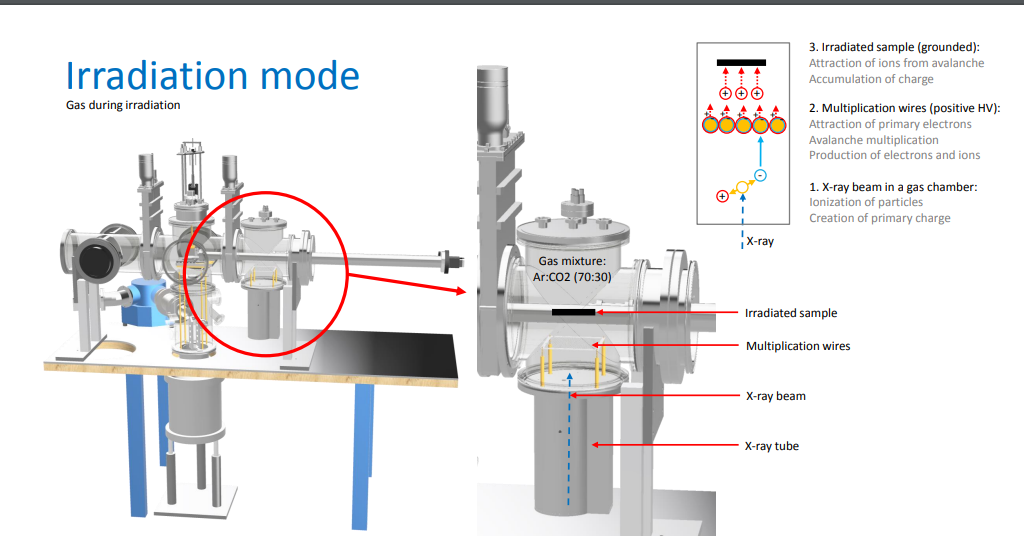 Irradiation mode
Gas during irradiation
3. Irradiated sample (grounded):
Attraction of ions from avalanche
Accumulation of charge
2. Multiplication wires (positive HV):
Attraction of primary electrons
Avalanche multiplication
Production of electrons and ions
1. X-ray beam in a gas chamber:
Ionization of particles
Creation of primary charge
X-ray
Gas mixture:
Ar:CO2 (70:30)
Irradiated sample
Multiplication wires
X-ray beam
X-ray tube